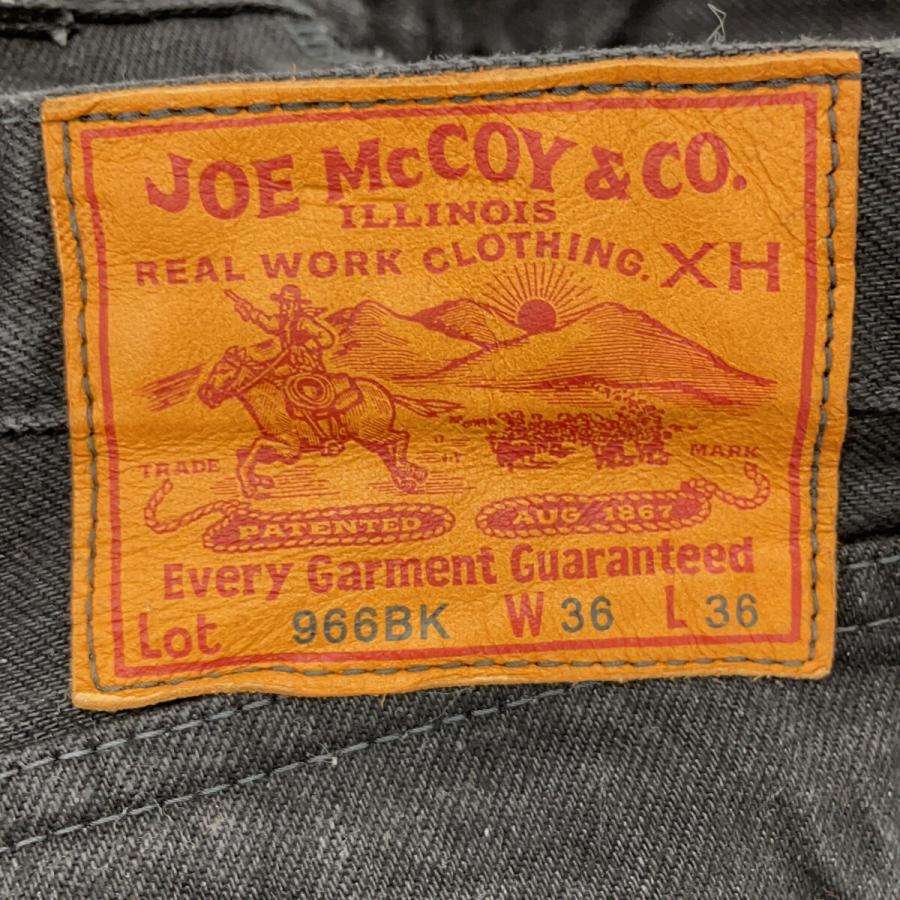 JOE McCOY & CO.
ILLINOIS
REAL WORK CLOTHING. XH
TRADE MARK
PATENTED AUG 1867
Every Garment Guaranteed
Lot 966BK W 36 L 36